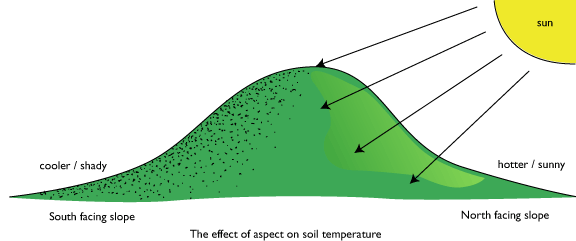 sun
cooler / shady
hotter / sunny
South facing slope
North facing slope
The effect of aspect on soil temperature